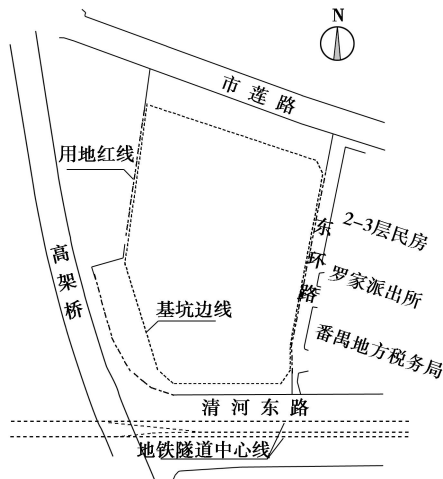 N
市莲路
用地红线
东环路
2-3层民房
高架桥
罗家派出所
基坑边线
番禺地方税务局
清河东路
地铁隧道中心线